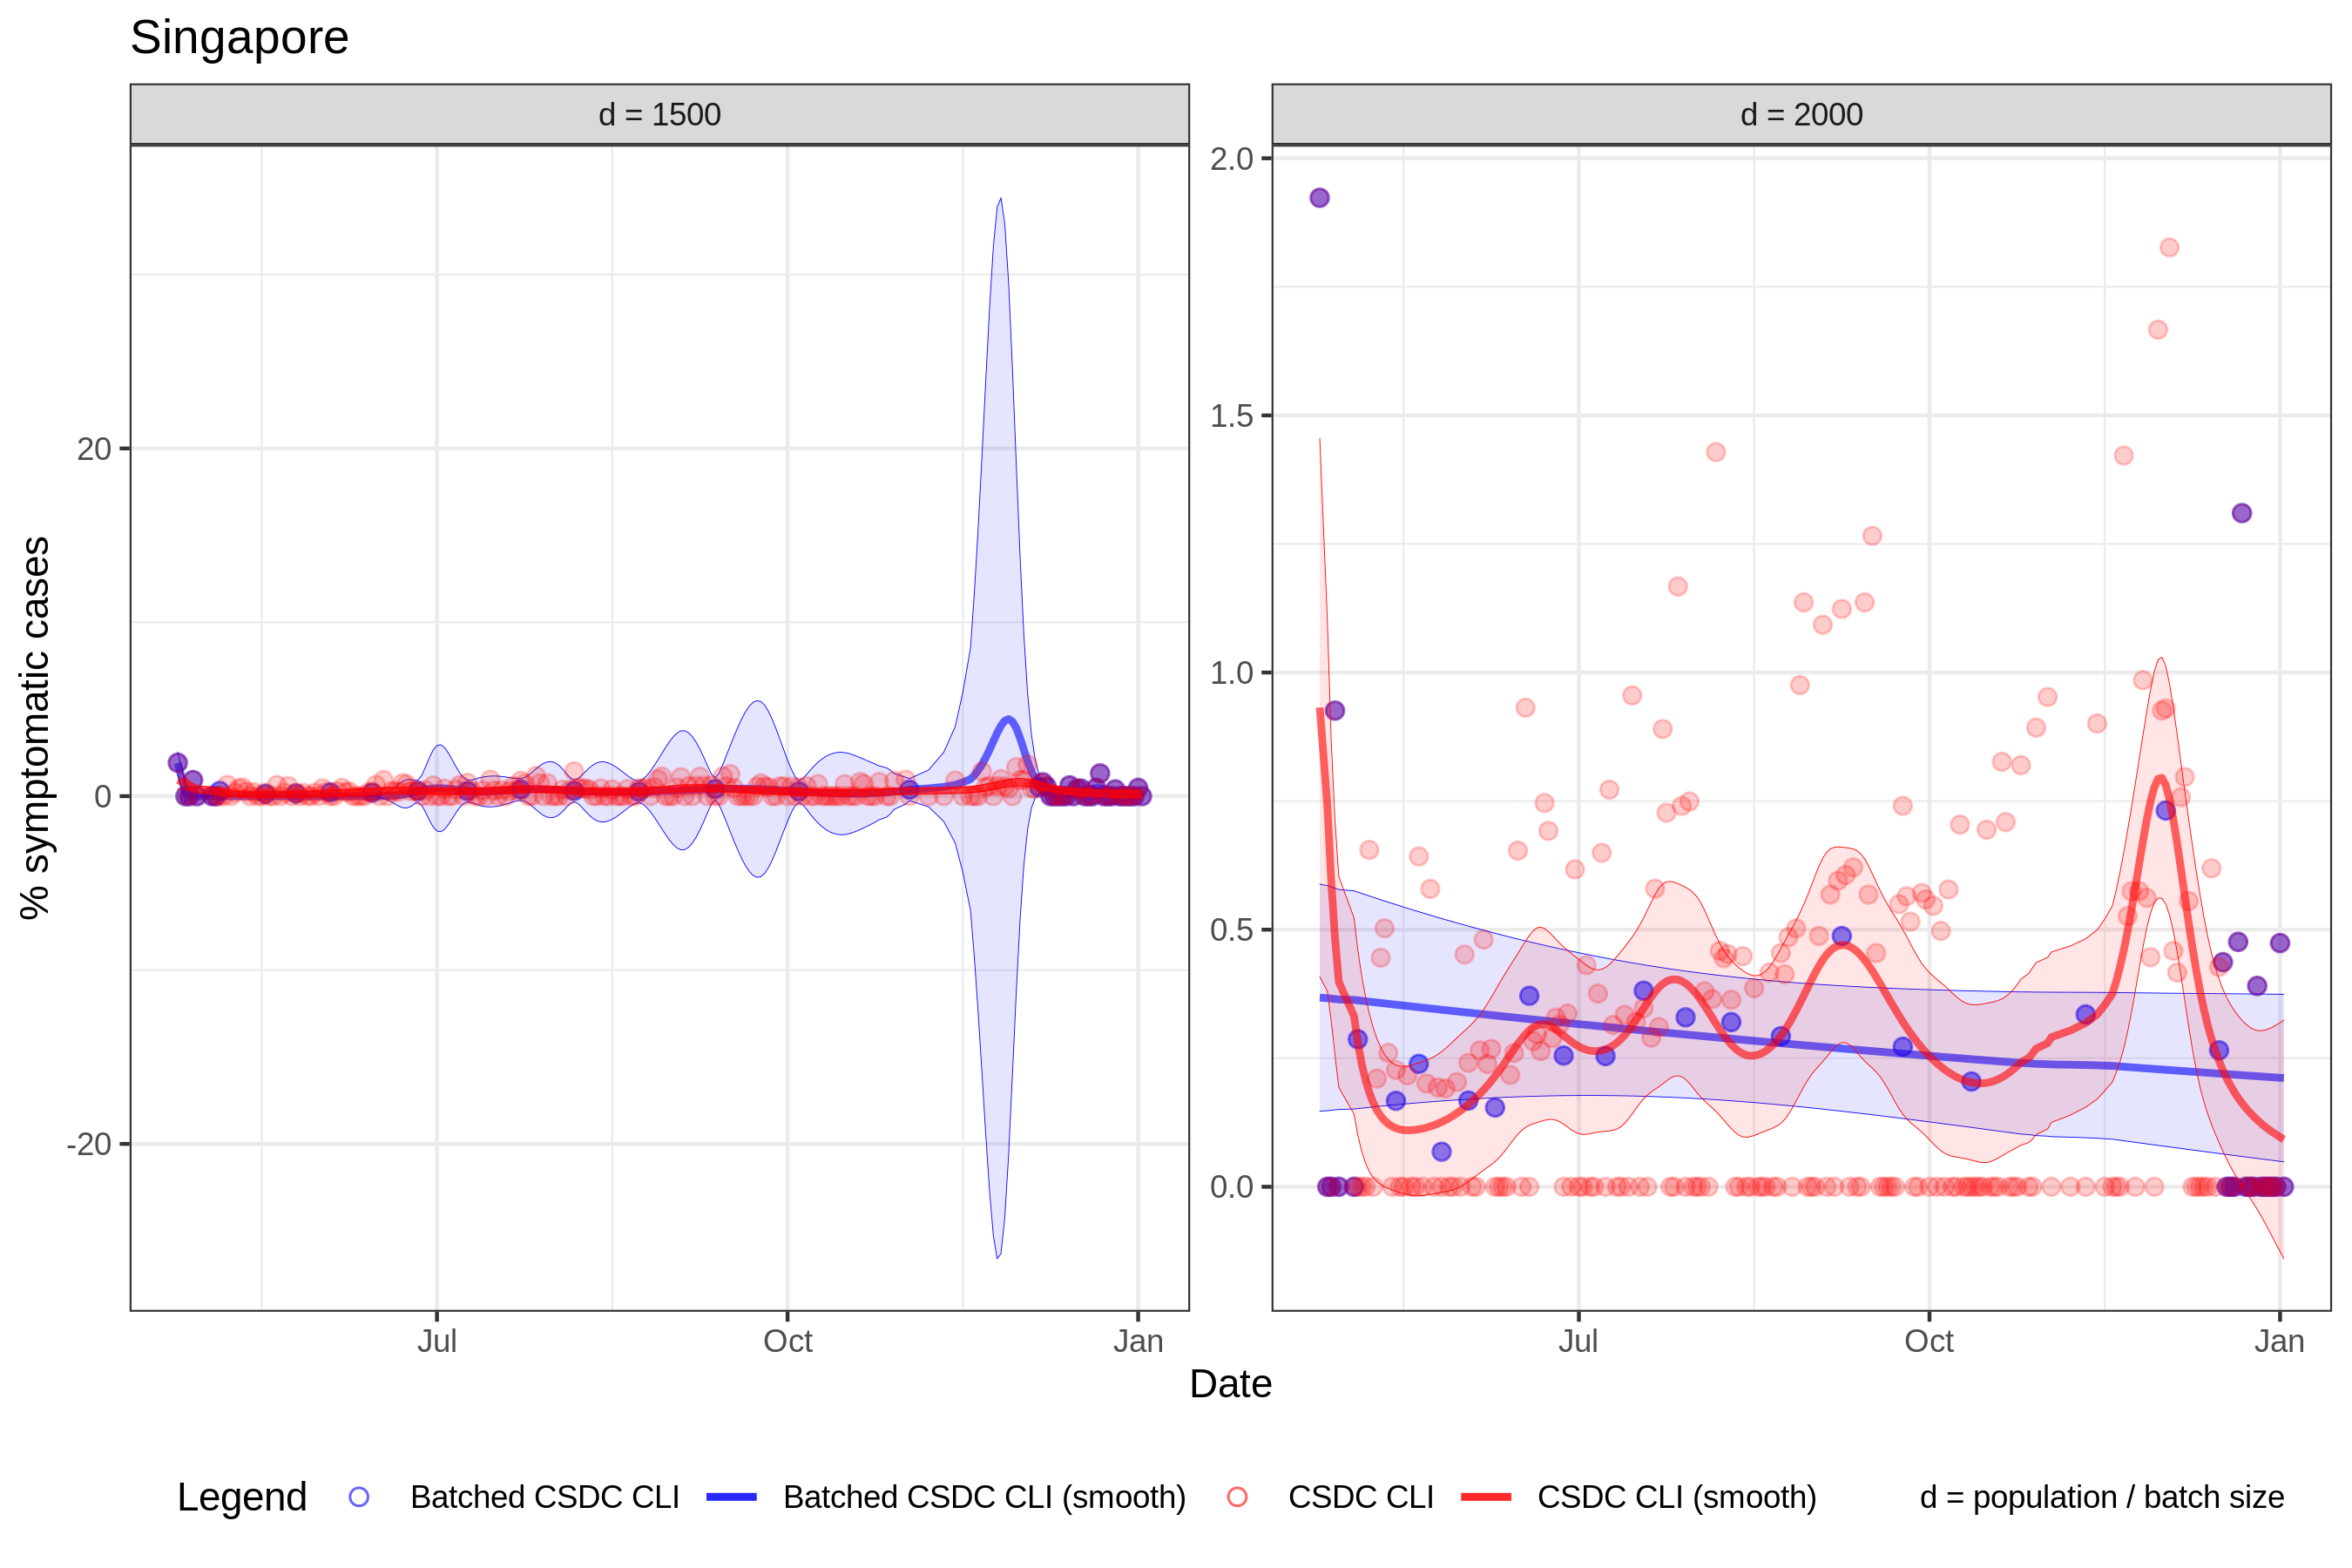 Singapore
d = 1500
d = 2000
% symptomatic cases
20
0
-20
2.0
1.5
1.0
0.5
0.0
Jul
Oct
Jan
Jul
Oct
Jan
Date
Legend
Batched CSDC CLI
Batched CSDC CLI (smooth)
CSDC CLI
CSDC CLI (smooth)
d = population / batch size